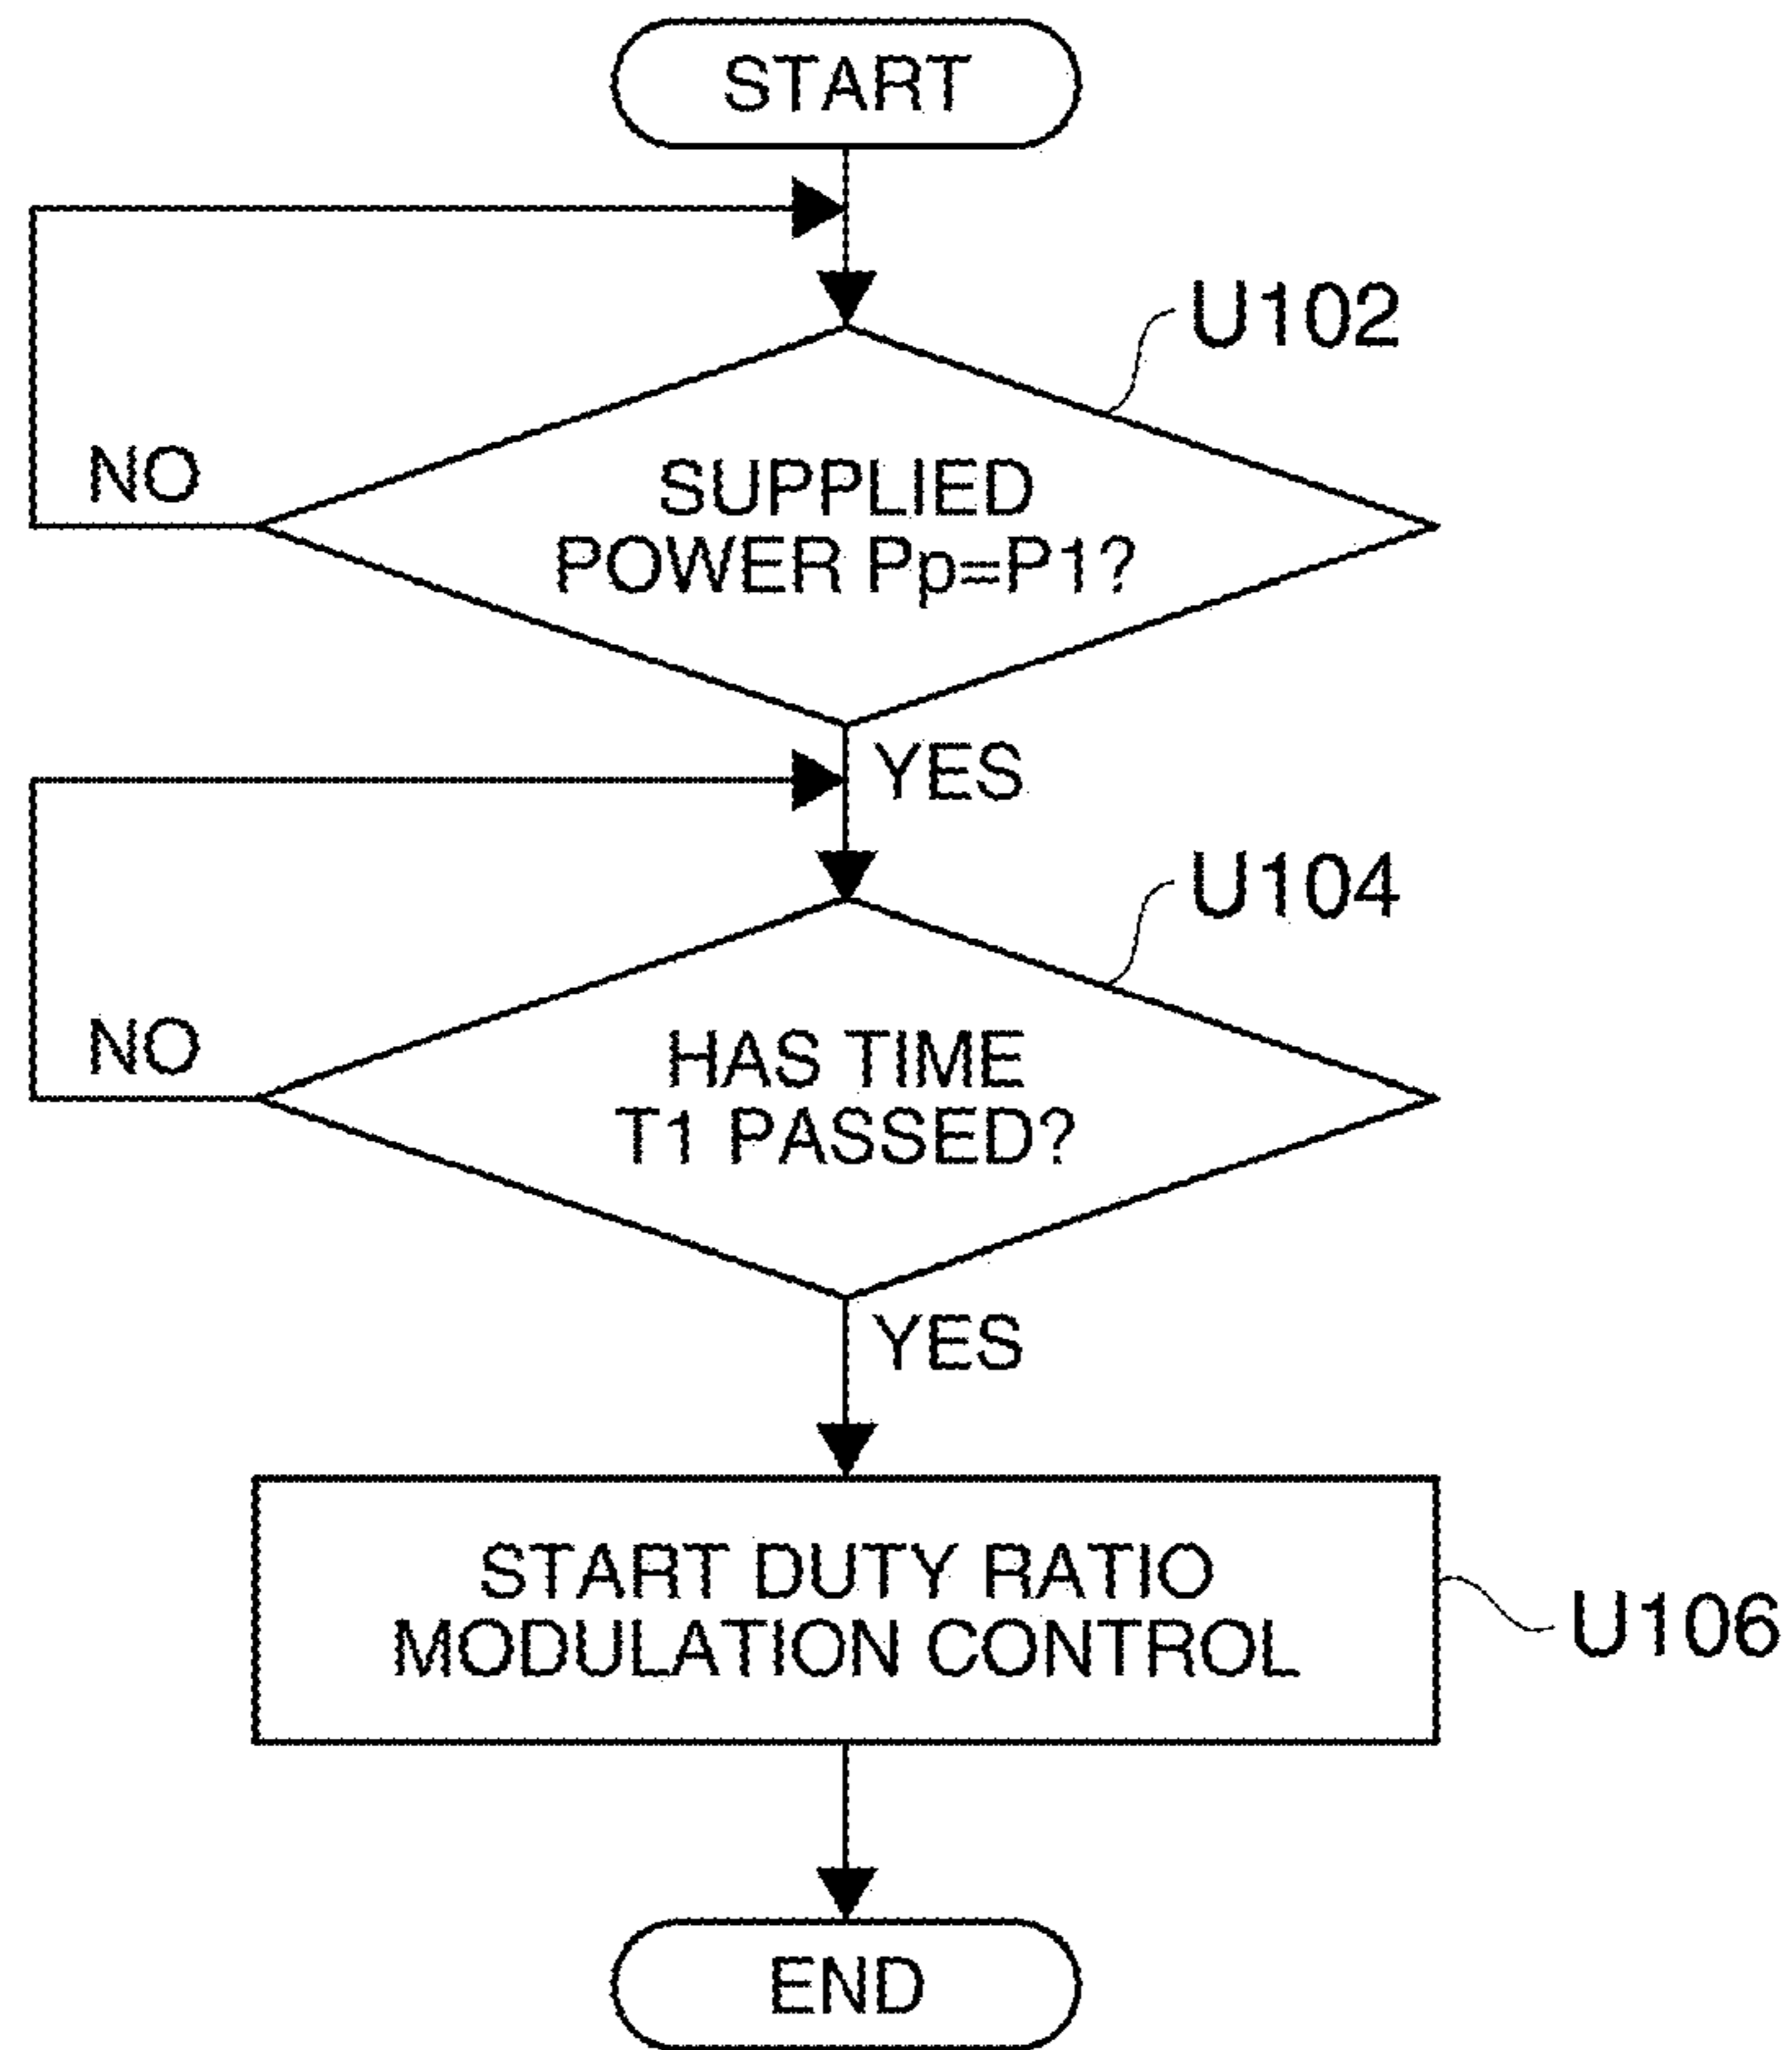 START
U102
NO
SUPPLIED
POWER Pp=P1?
YES
U104
NO
HAS TIME
T1 PASSED?
YES
START DUTY RATIO
MODULATION CONTROL
U106
END